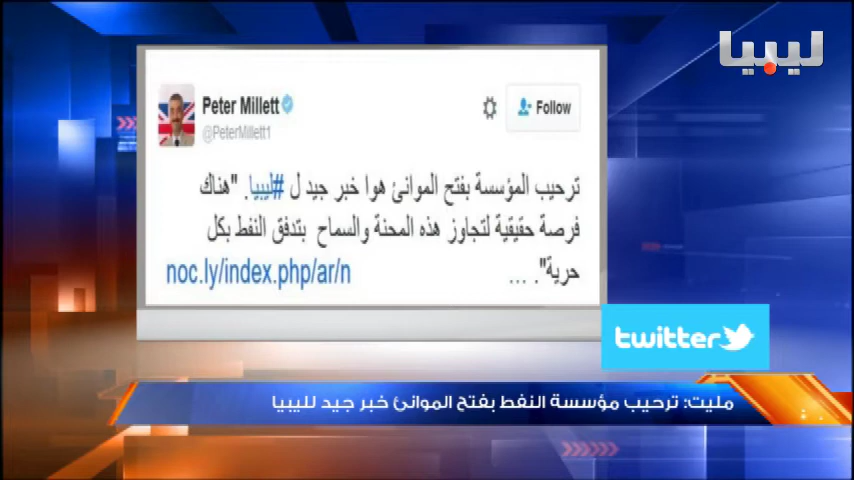 ليبيا
Peter Millett
@PeterMillett1
Follow
ترحيب المؤسسة بفتح الموانئ هوا خبر جيد ل #ليبيا. "هناك
فرصة حقيقية لتجاوز هذه المحنة والسماح بتدفق النفط بكل
حرية". ...
noc.ly/index.php/ar/n
twitter
مليت: ترحيب مؤسسة النفط بفتح الموانئ خبر جيد لليبيا